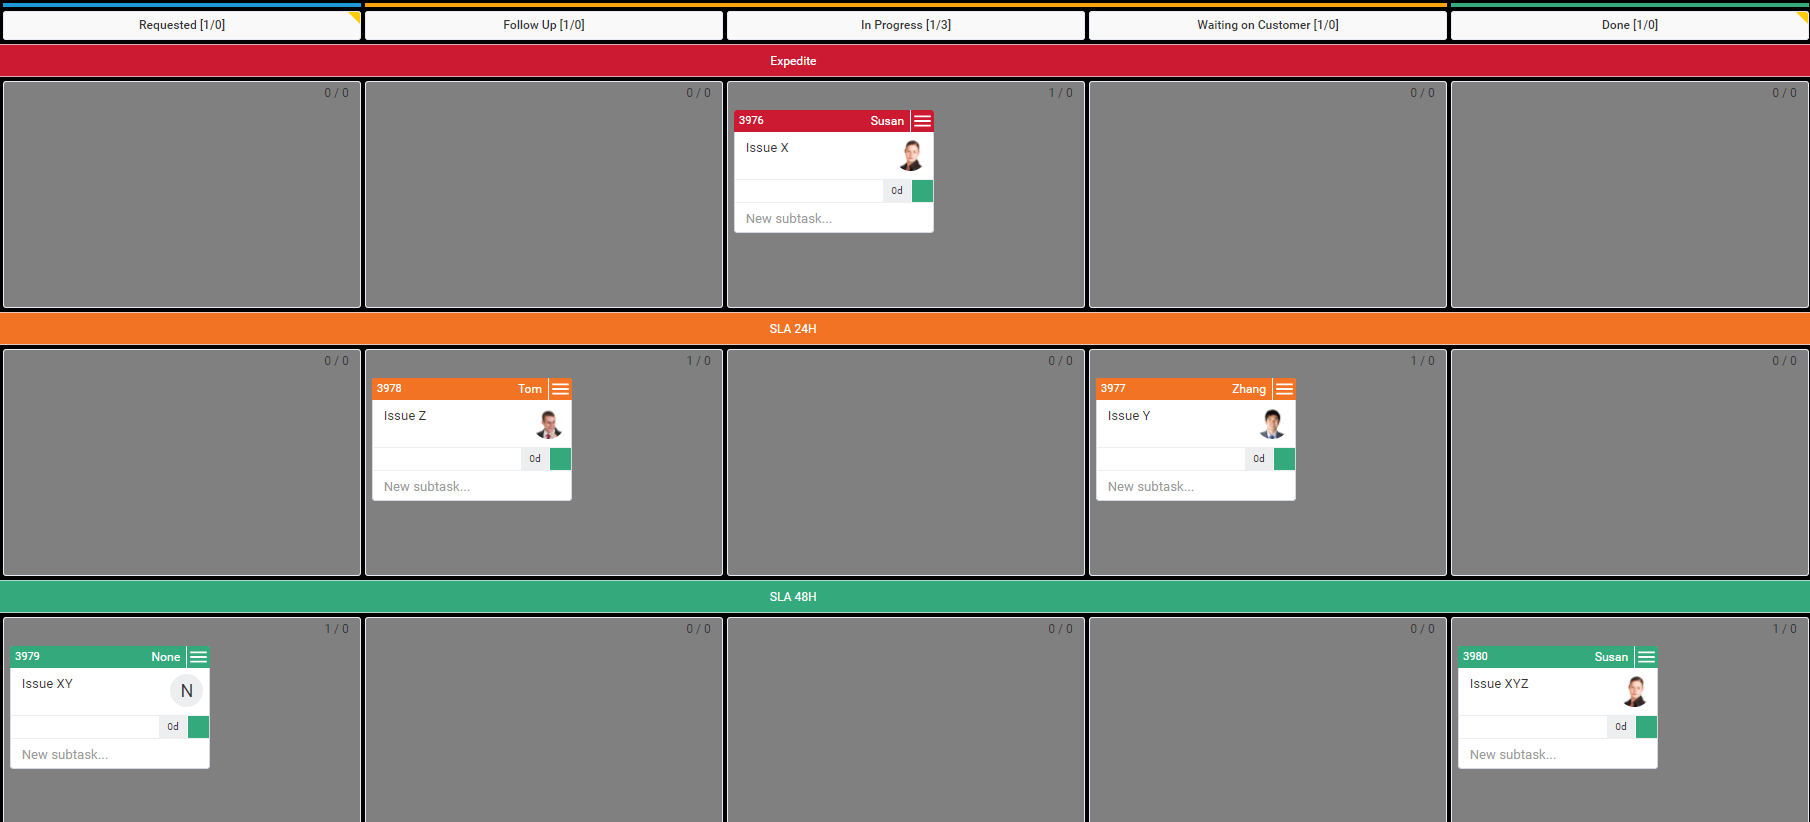 Requested [1/0]
Follow Up [1/0]
In Progress [1/3]
Waiting on Customer [1/0]
Done [1/0]
Expedite
0 / 0
0 / 0
1 / 0
0 / 0
0 / 0
3976 Susan
Issue X
0d
New subtask...
SLA 24H
0 / 0
1 / 0
0 / 0
1 / 0
0 / 0
3978 Tom
Issue Z
0d
New subtask...
3977 Zhang
Issue Y
0d
New subtask...
SLA 48H
1 / 0
0 / 0
0 / 0
0 / 0
1 / 0
3979 None
Issue XY
N
0d
New subtask...
3980 Susan
Issue XYZ
0d
New subtask...